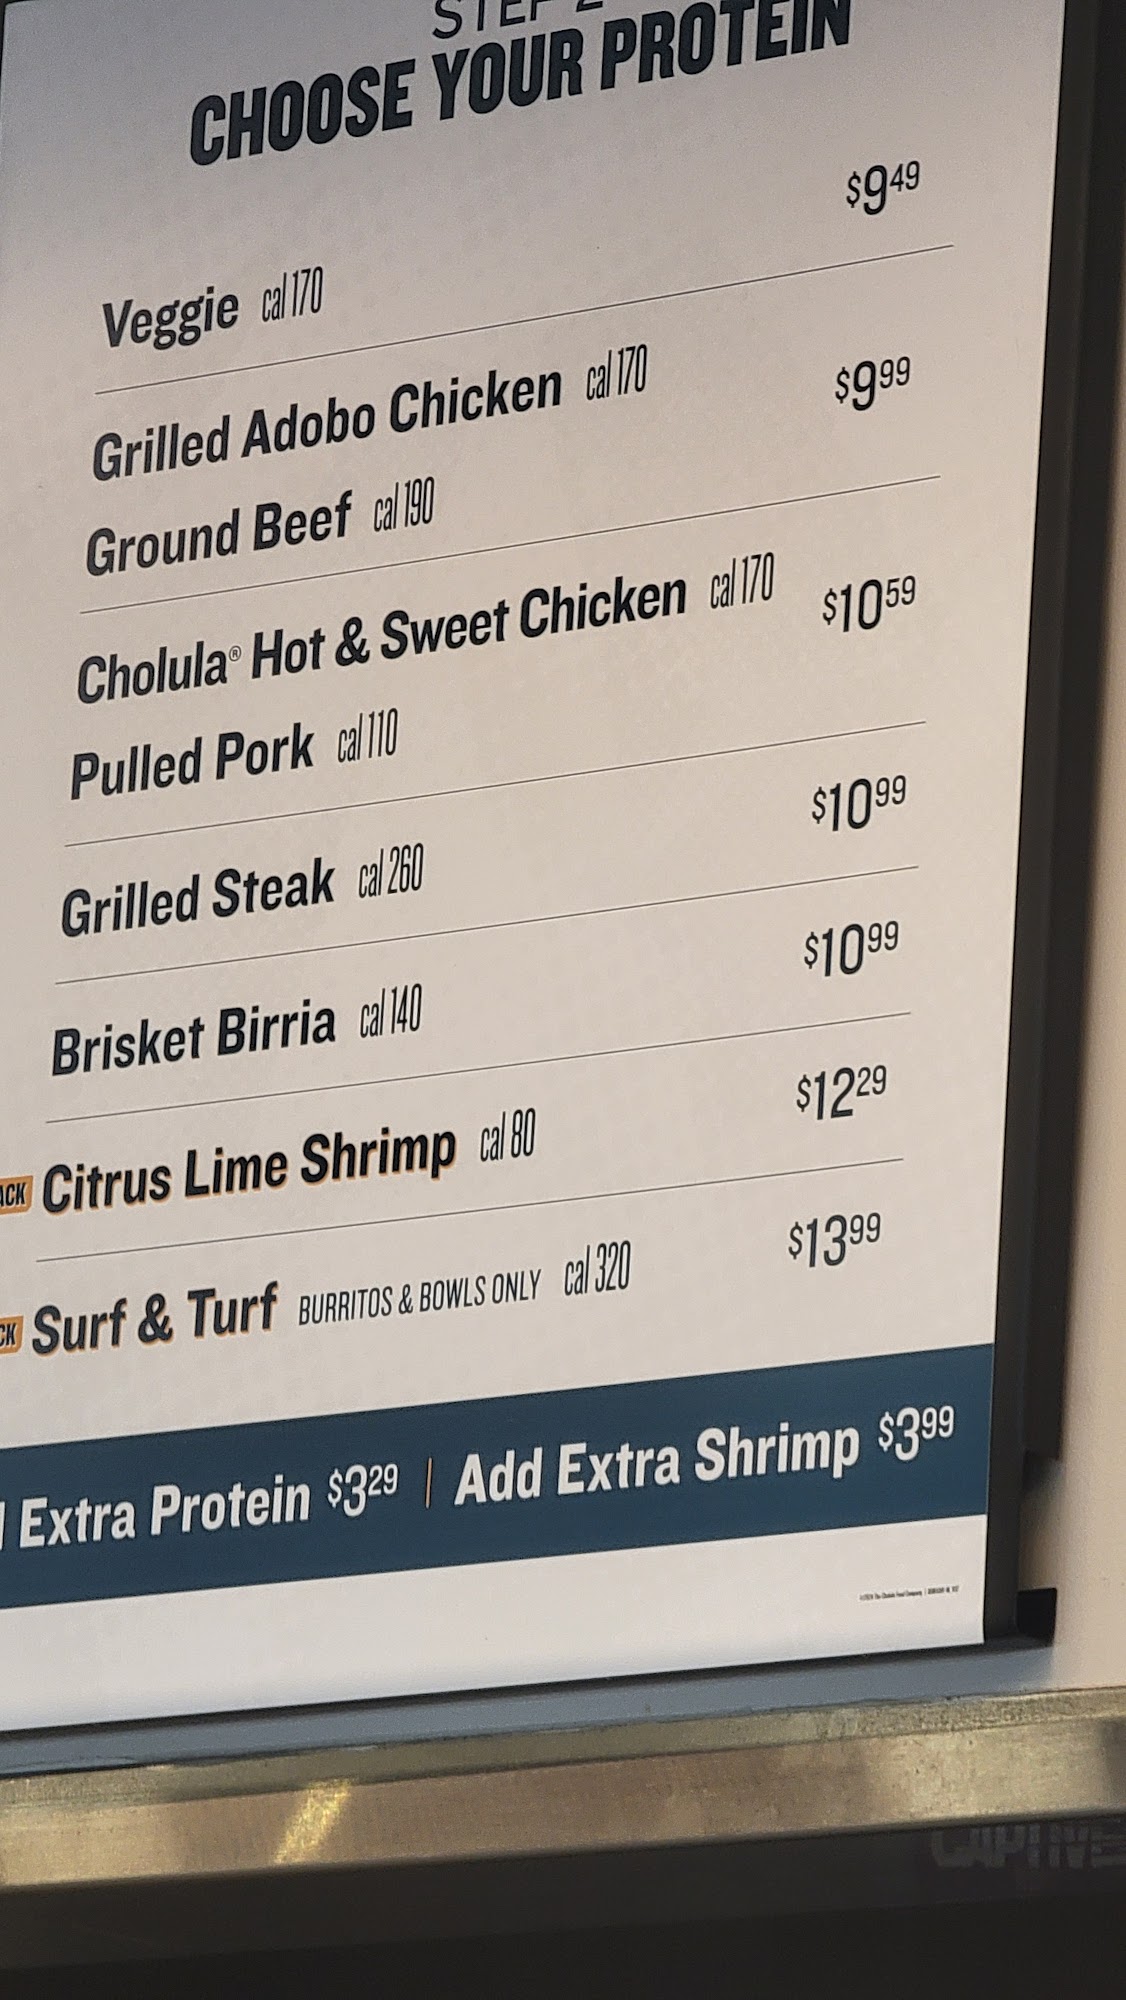 CHOOSE YOUR PROTEIN
Veggie cal 170 $9.49
Grilled Adobo Chicken cal 170 $9.99
Ground Beef cal 190
Cholula® Hot & Sweet Chicken cal 170 $10.59
Pulled Pork cal 110
Grilled Steak cal 260 $10.99
Brisket Birria cal 140 $10.99
Citrus Lime Shrimp cal 80 $12.29
Surf & Turf BURRITOS & BOWLS ONLY cal 320 $13.99
Extra Protein $3.29 | Add Extra Shrimp $3.99